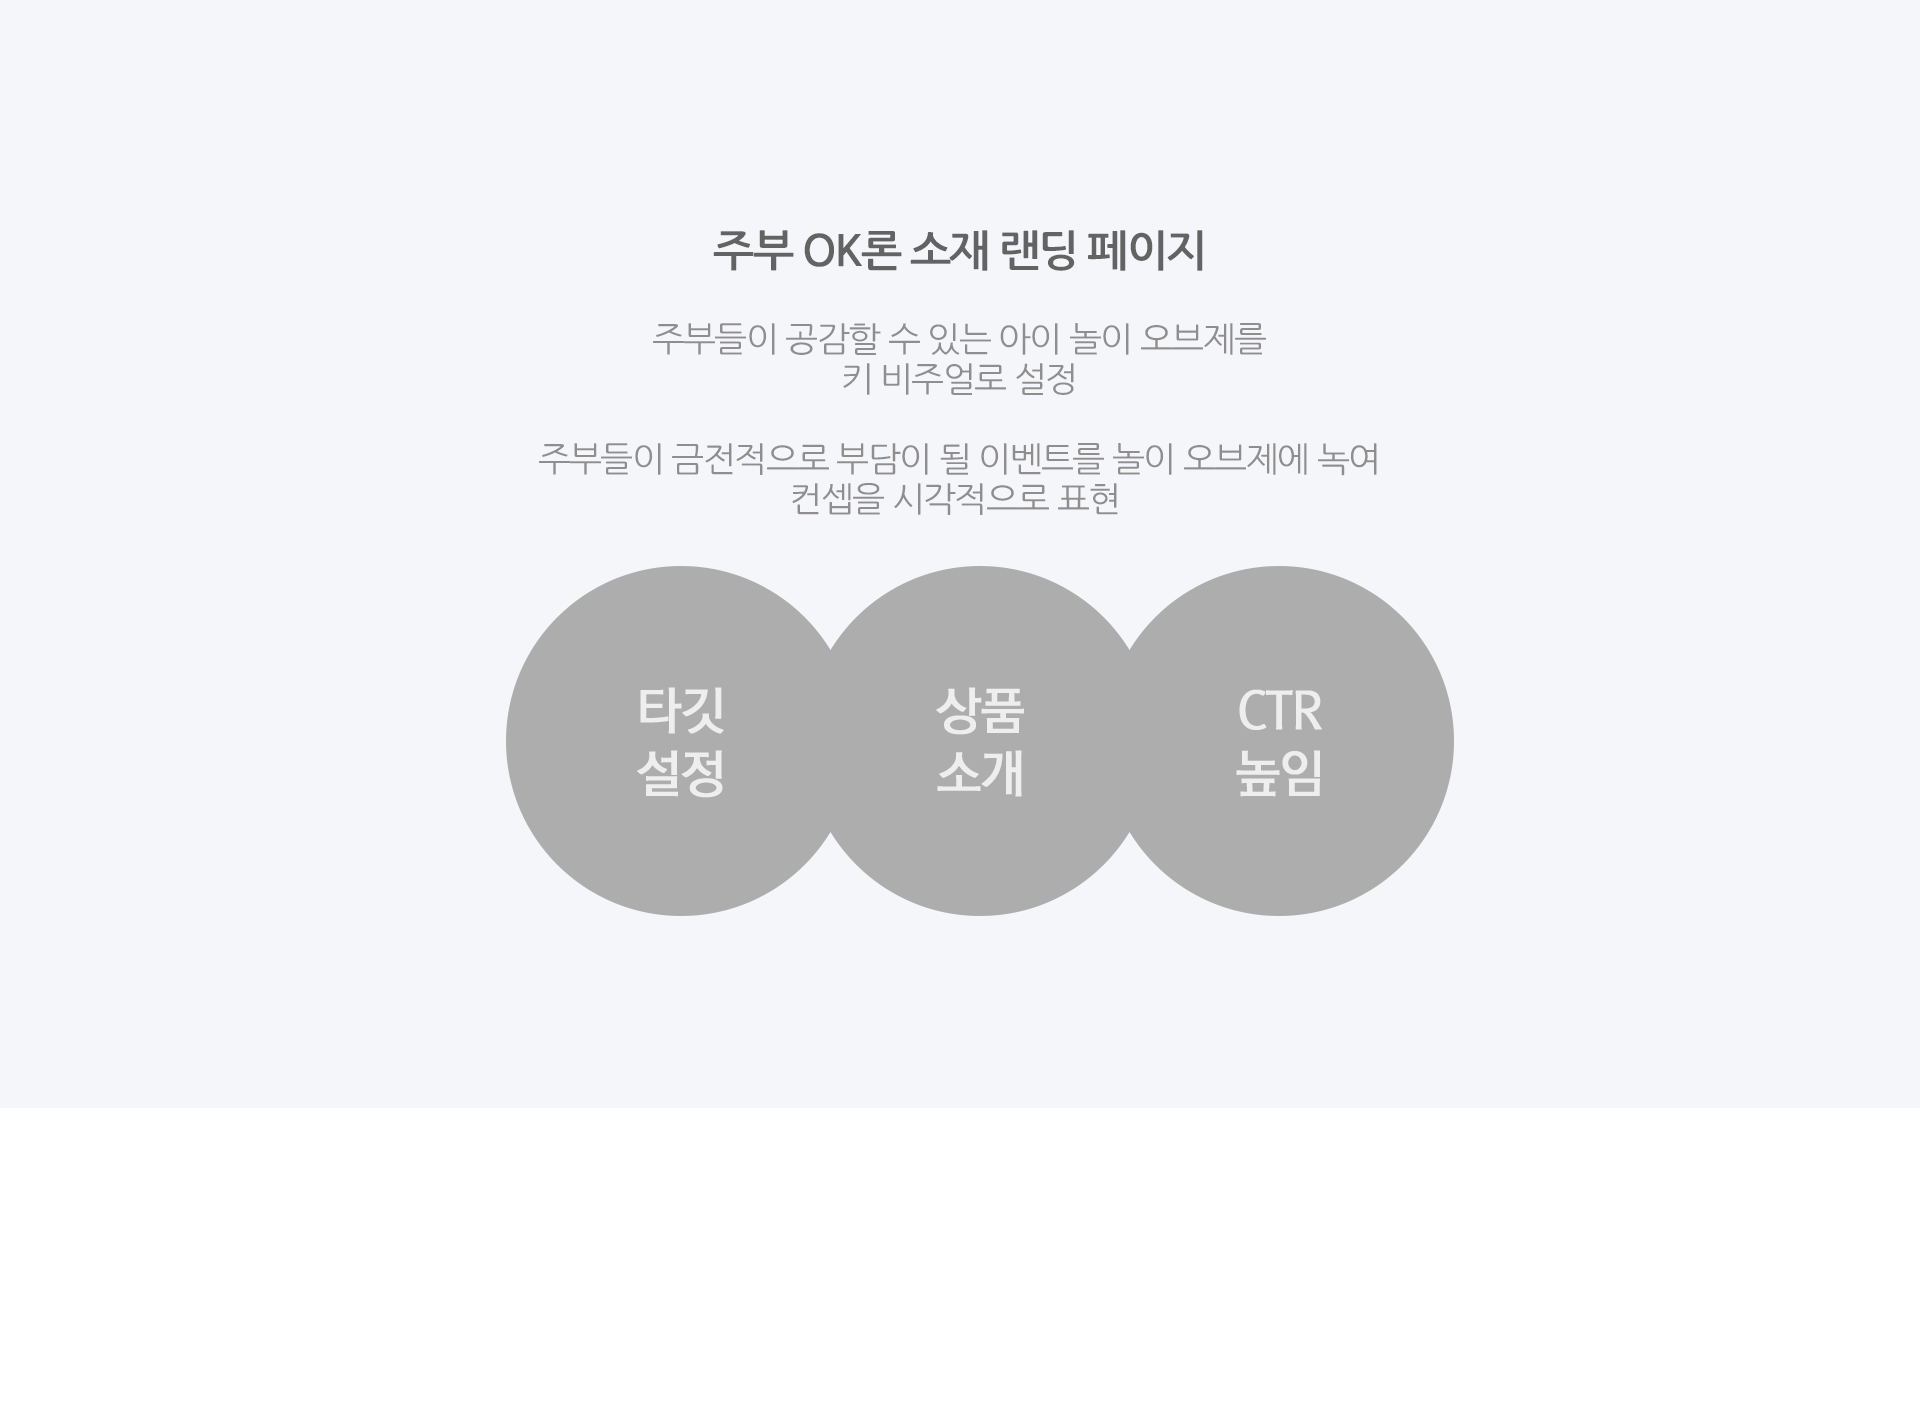 주부 OK론 소재 랜딩 페이지
주부들이 공감할 수 있는 아이 놀이 오브제를
키 비주얼로 설정
주부들이 금전적으로 부담이 될 이벤트를 놀이 오브제에 녹여
컨셉을 시각적으로 표현
타깃
설정
상품
소개
CTR
높임